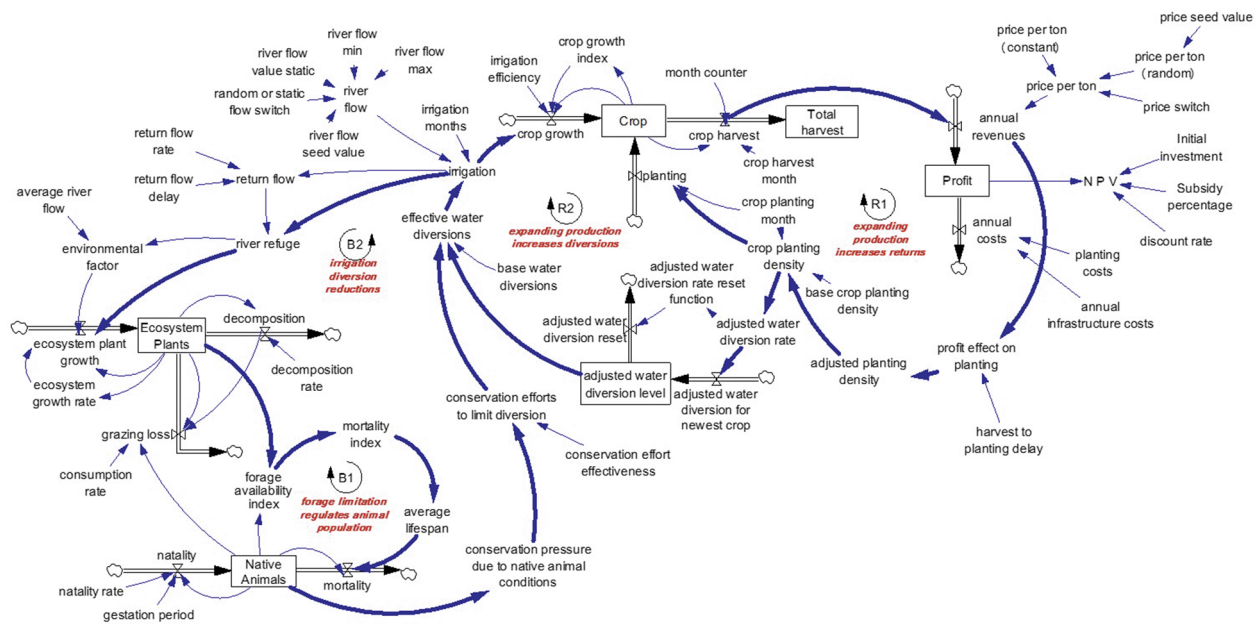 river flow
min
river flow
value static
river flow
max
random or static
flow switch
river
flow
river flow
seed value
return flow
rate
return flow
delay
return flow
average river
flow
environmental
factor
river refuge
irrigation
months
irrigation
irrigation
efficiency
crop growth
index
crop growth
Crop
month counter
crop harvest
Total
harvest
crop harvest
month
planting
crop planting
month
crop planting
density
base crop planting
density
price seed value
price per ton
(constant)
price per ton
(random)
price per ton
price switch
annual
revenues
Profit
N P V
Initial
investment
Subsidy
percentage
discount rate
annual
costs
planting
costs
annual
infrastructure costs
R1
expanding
production
increases returns
R2
expanding production
increases diversions
B2
irrigation
diversion
reductions
effective water
diversions
base water
diversions
adjusted water
diversion rate reset
function
adjusted water
diversion reset
adjusted water
diversion rate
adjusted water
diversion level
adjusted water
diversion for
newest crop
adjusted planting
density
profit effect on
planting
harvest to
planting delay
Ecosystem
Plants
ecosystem plant
growth
ecosystem
growth rate
decomposition
decomposition
rate
grazing loss
consumption
rate
conservation efforts
to limit diversion
conservation effort
effectiveness
mortality
index
B1
forage limitation
regulates animal
population
forage
availability
index
average
lifespan
conservation pressure
due to native animal
conditions
natality
natality rate
gestation period
Native
Animals
mortality